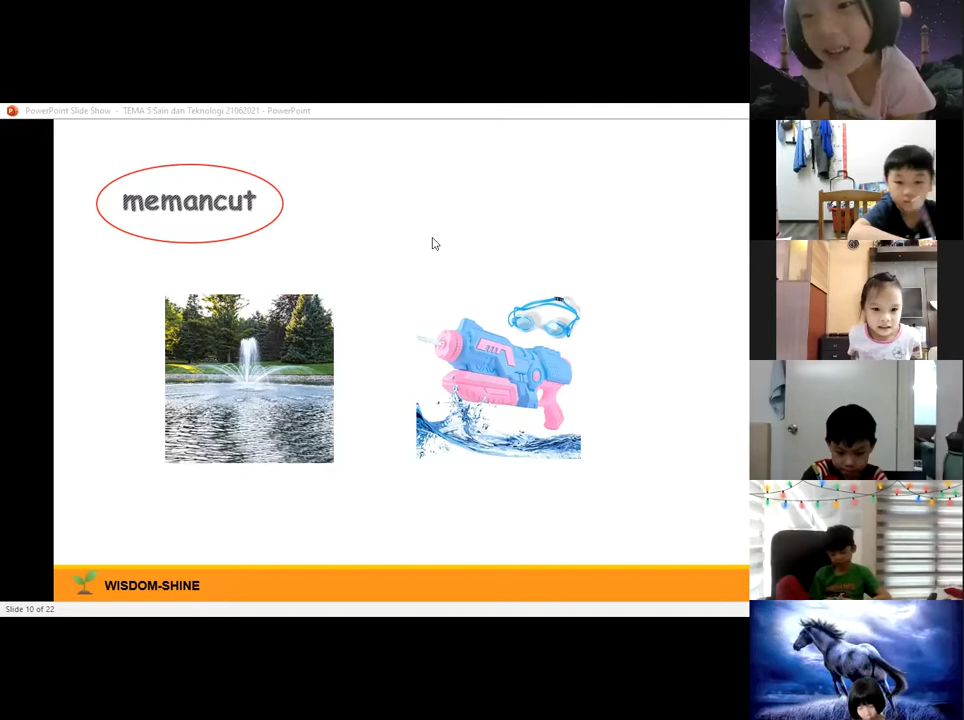 PowerPoint Slide Show - TEMA 5 Sain dan Teknologi 21062021 - PowerPoint
memancut
WISDOM-SHINE
Slide 10 of 22